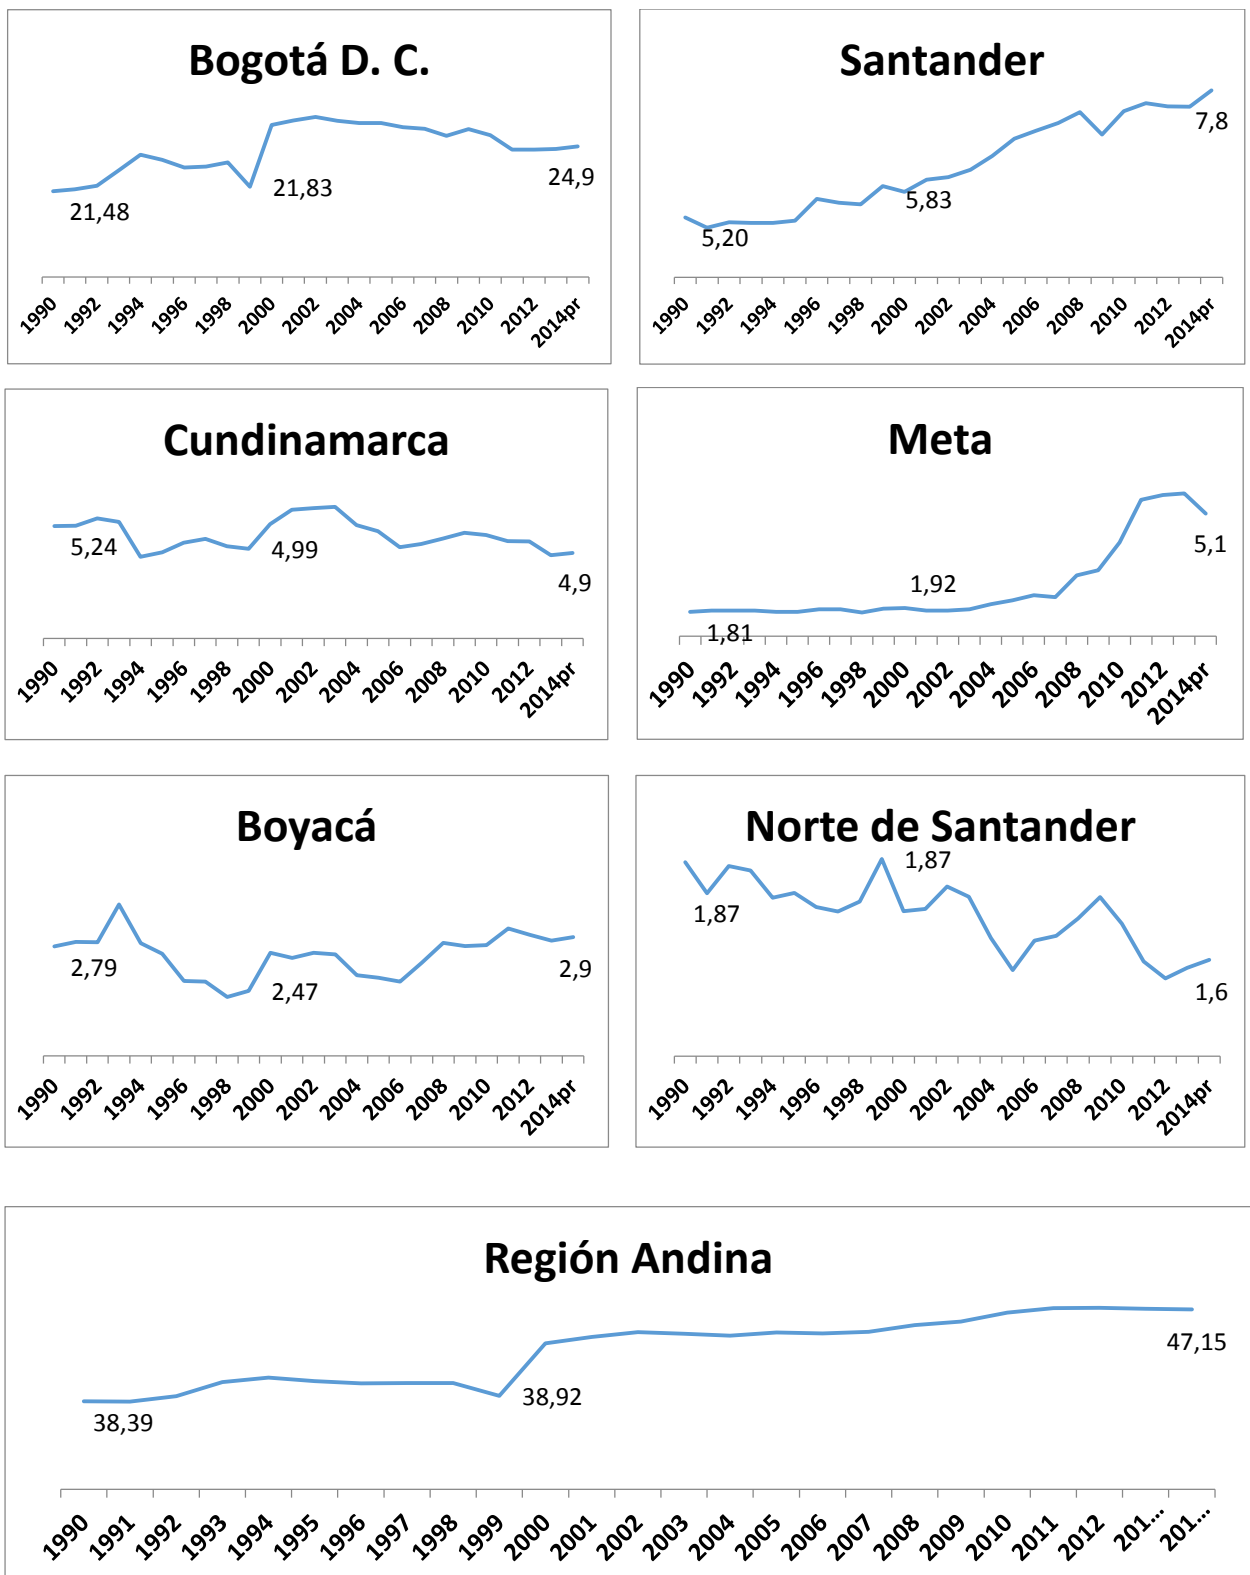 Bogotá D. C.
21,48
21,83
24,9
1990 1992 1994 1996 1998 2000 2002 2004 2006 2008 2010 2012 2014pr
Santander
5,20
5,83
7,8
1990 1992 1994 1996 1998 2000 2002 2004 2006 2008 2010 2012 2014pr
Cundinamarca
5,24
4,99
4,9
1990 1992 1994 1996 1998 2000 2002 2004 2006 2008 2010 2012 2014pr
Meta
1,81
1,92
5,1
1990 1992 1994 1996 1998 2000 2002 2004 2006 2008 2010 2012 2014pr
Boyacá
2,79
2,47
2,9
1990 1992 1994 1996 1998 2000 2002 2004 2006 2008 2010 2012 2014pr
Norte de Santander
1,87
1,87
1,6
1990 1992 1994 1996 1998 2000 2002 2004 2006 2008 2010 2012 2014pr
Región Andina
38,39
38,92
47,15
1990 1991 1992 1993 1994 1995 1996 1997 1998 1999 2000 2001 2002 2003 2004 2005 2006 2007 2008 2009 2010 2011 2012 201... 201...